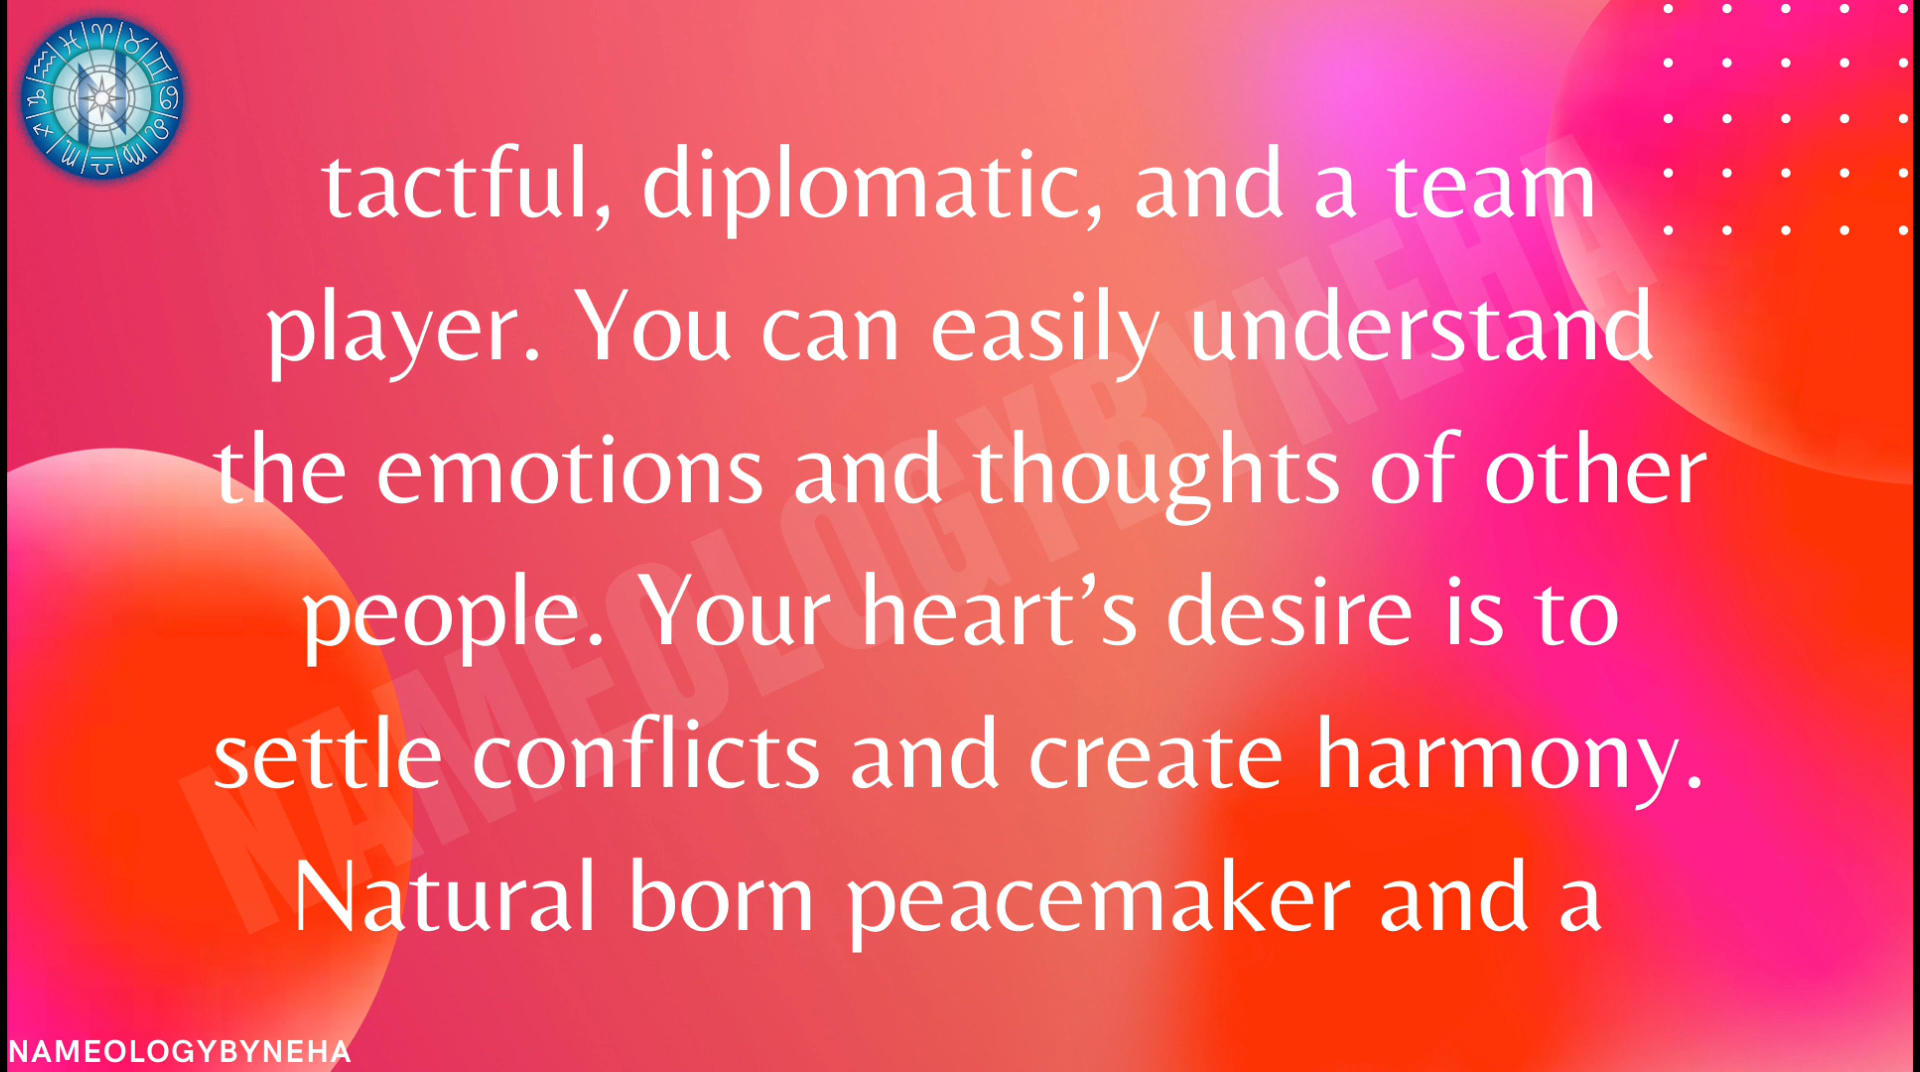 tactful, diplomatic, and a team
player. You can easily understand
the emotions and thoughts of other
people. Your heart’s desire is to
settle conflicts and create harmony.
Natural born peacemaker and a
NAMEOLOGYBYNEHA
NAMEOLOGYBYNEHA